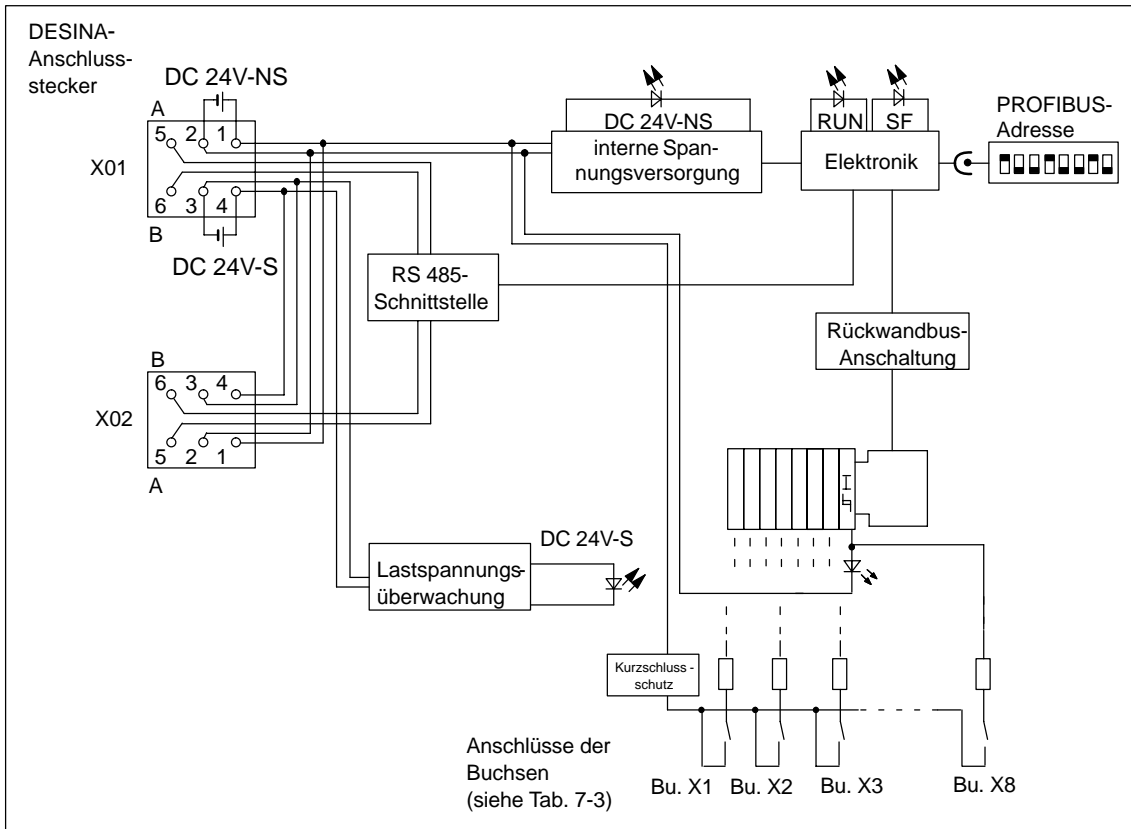 DESINA-
Anschluss-
stecker
DC 24V-NS
A
5 2 1
X01
6 3 4
B
DC 24V-S
B
6 3 4
X02
5 2 1
A
DC 24V-NS
interne Span-
nungsversorgung
RUN
SF
Elektronik
PROFIBUS-
Adresse
RS 485-
Schnittstelle
Rückwandbus-
Anschaltung
DC 24V-S
Lastspannungs-
überwachung
Kurzschluss -
schutz
Anschlüsse der
Buchsen
(siehe Tab. 7-3)
Bu. X1
Bu. X2
Bu. X3
Bu. X8